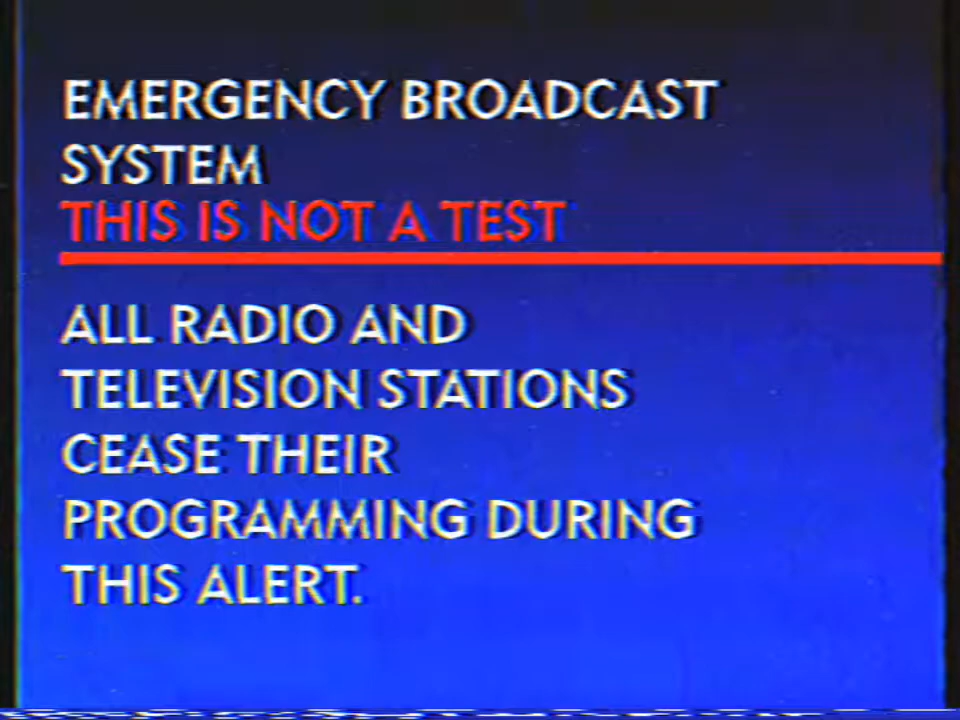 EMERGENCY BROADCAST
SYSTEM
THIS IS NOT A TEST
ALL RADIO AND
TELEVISION STATIONS
CEASE THEIR
PROGRAMMING DURING
THIS ALERT.